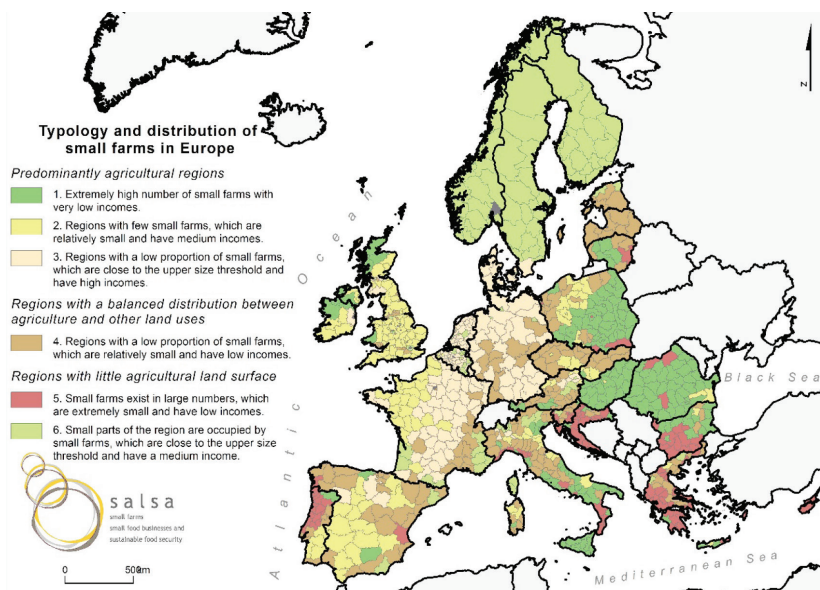 Typology and distribution of
small farms in Europe
Predominantly agricultural regions
1. Extremely high number of small farms with
very low incomes.
2. Regions with few small farms, which are
relatively small and have medium incomes.
3. Regions with a low proportion of small farms,
which are close to the upper size threshold and
have high incomes.
Regions with a balanced distribution between
agriculture and other land uses
4. Regions with a low proportion of small farms,
which are relatively small and have low incomes.
Regions with little agricultural land surface
5. Small farms exist in large numbers, which
are extremely small and have low incomes.
6. Small parts of the region are occupied by
small farms, which are close to the upper size
threshold and have a medium income.
salsa
small farms
small food businesses and
sustainable food security
0 500km
Atlantic Ocean
Black Sea
Mediterranean Sea
N